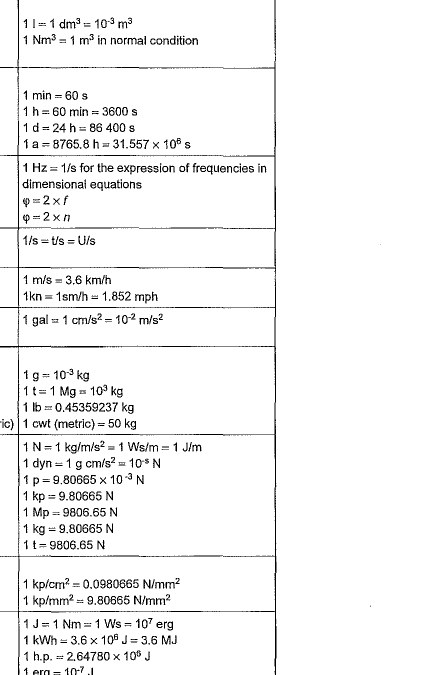 1 l = 1 dm³ = 10⁻³ m³
1 Nm³ = 1 m³ in normal condition
1 min = 60 s
1 h = 60 min = 3600 s
1 d = 24 h = 86 400 s
1 a = 8765.8 h = 31.557 x 10⁶ s
1 Hz = 1/s for the expression of frequencies in
dimensional equations
φ = 2 x f
φ = 2 x n
1/s = t/s = U/s
1 m/s = 3.6 km/h
1kn = 1sm/h = 1.852 mph
1 gal = 1 cm/s² = 10⁻² m/s²
1 g = 10⁻³ kg
1 t = 1 Mg = 10³ kg
1 lb = 0.45359237 kg
ric) 1 cwt (metric) = 50 kg
1 N = 1 kg/m/s² = 1 Ws/m = 1 J/m
1 dyn = 1 g cm/s² = 10⁻ˢ N
1 p = 9.80665 x 10⁻³ N
1 kp = 9.80665 N
1 Mp = 9806.65 N
1 kg = 9.80665 N
1 t = 9806.65 N
1 kp/cm² = 0.0980665 N/mm²
1 kp/mm² = 9.80665 N/mm²
1 J = 1 Nm = 1 Ws = 10⁷ erg
1 kWh = 3.6 x 10⁶ J = 3.6 MJ
1 h.p. = 2.64780 x 10⁶ J
1 erg = 10⁻⁷ J